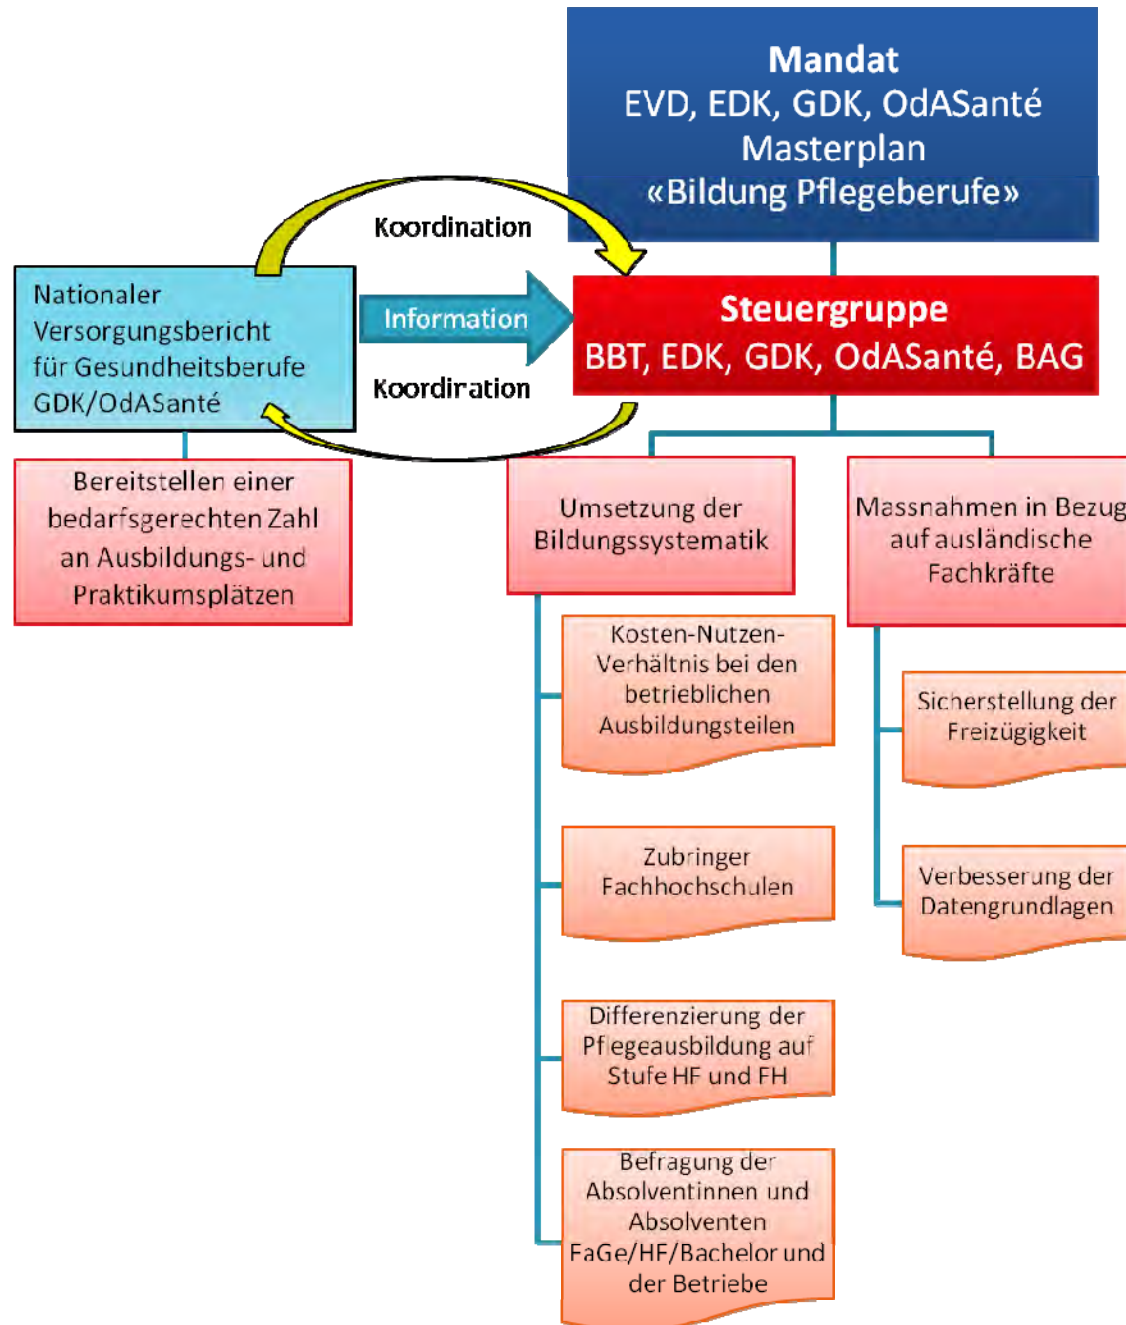 Mandat
EVD, EDK, GDK, OdASanté
Masterplan
«Bildung Pflegeberufe»
Koordination
Nationaler
Versorgungsbericht
für Gesundheitsberufe
GDK/OdASanté
Information
Steuergruppe
BBT, EDK, GDK, OdASanté, BAG
Koordiration
Bereitstellen einer
bedarfsgerechten Zahl
an Ausbildungs- und
Praktikumsplätzen
Umsetzung der
Bildungssystematik
Massnahmen in Bezug
auf ausländische
Fachkräfte
Kosten-Nutzen-
Verhältnis bei den
betrieblichen
Ausbildungsteilen
Sicherstellung der
Freizügigkeit
Zubringer
Fachhochschulen
Verbesserung der
Datengrundlagen
Differenzierung der
Pflegeausbildung auf
Stufe HF und FH
Befragung der
Absolventinnen und
Absolventen
FaGe/HF/Bachelor und
der Betriebe